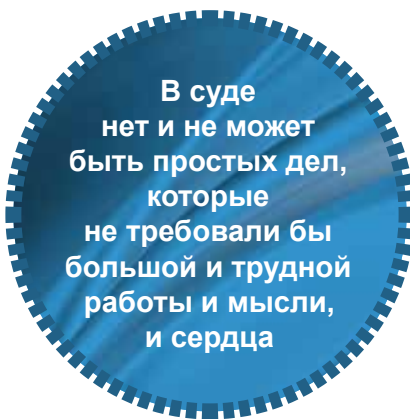 В суде
нет и не может
быть простых дел,
которые
не требовали бы
большой и трудной
работы и мысли,
и сердца